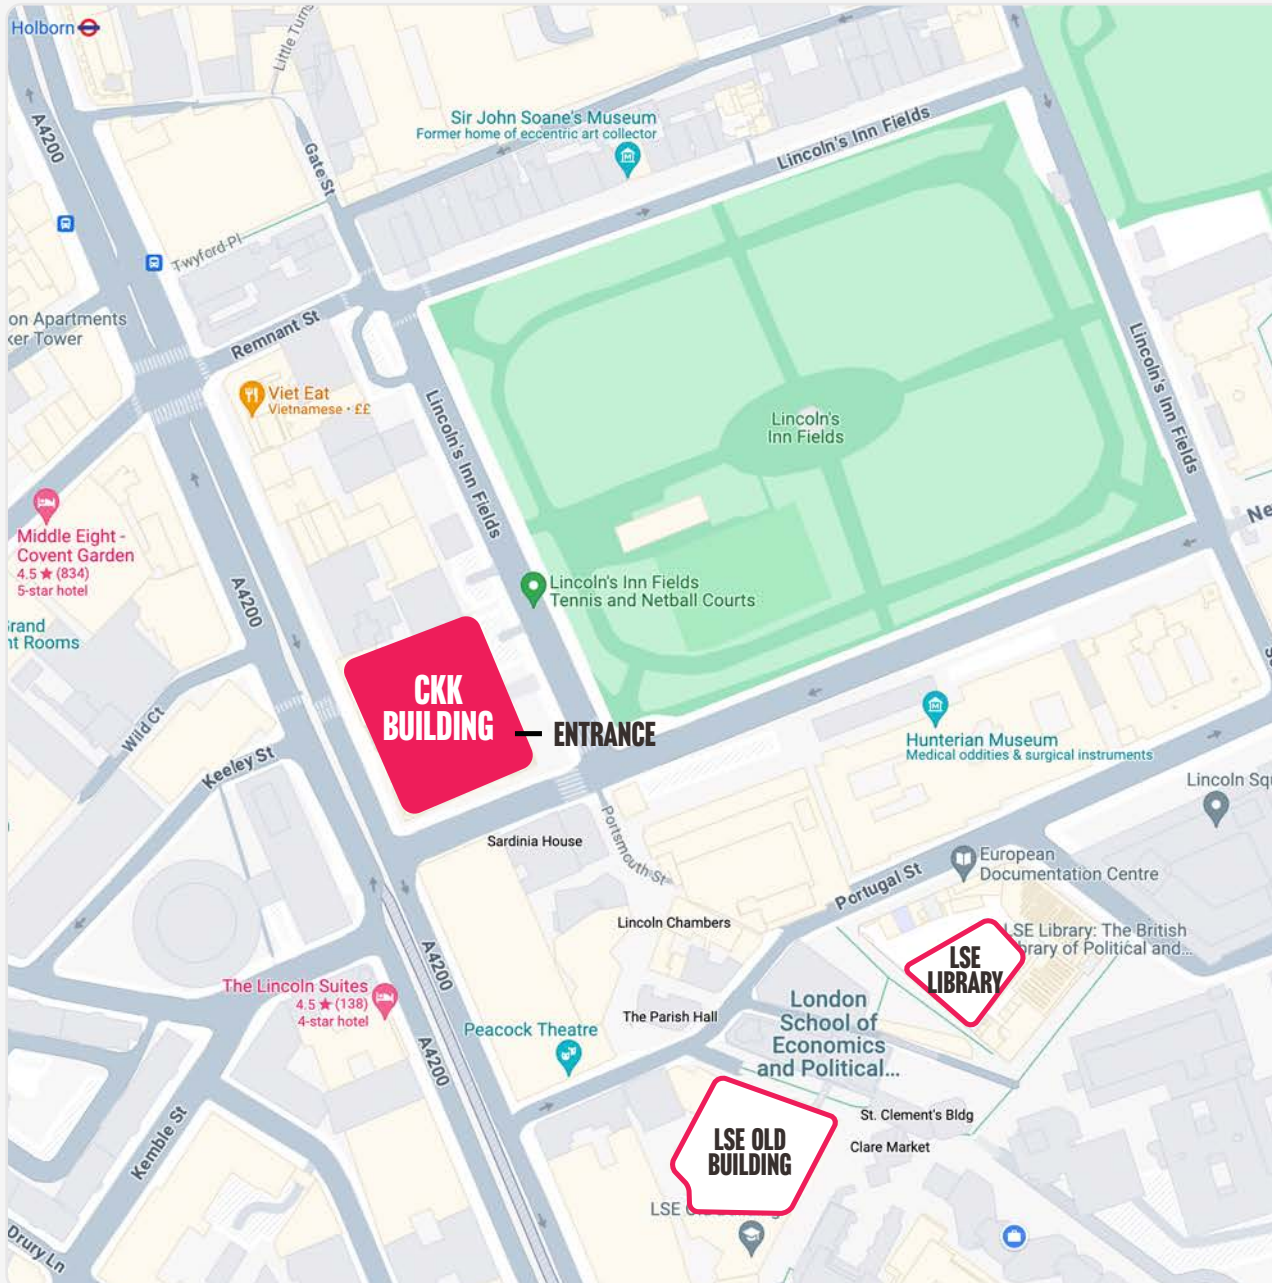 Holborn
Little Turns
A4200
Gate St
Sir John Soane's Museum
Former home of eccentric art collector
Lincoln's Inn Fields
Twyford Pl
on Apartments
ker Tower
Remnant St
Viet Eat
Vietnamese · ££
Lincoln's Inn Fields
Lincoln's
Inn Fields
Lincoln's Inn Fields
Ne
Middle Eight -
Covent Garden
4.5 ★ (834)
5-star hotel
Grand
nt Rooms
A4200
Lincoln's Inn Fields
Tennis and Netball Courts
CKK
BUILDING
ENTRANCE
Wild Ct
Keeley St
Hunterian Museum
Medical oddities & surgical instruments
Lincoln Squ
Sardinia House
Portsmouth St
European
Documentation Centre
Portugal St
Lincoln Chambers
LSE Library: The British
Library of Political and...
LSE
LIBRARY
A4200
The Lincoln Suites
4.5 ★ (138)
4-star hotel
Peacock Theatre
The Parish Hall
London
School of
Economics
and Political...
A4200
Kemble St
St. Clement's Bldg
Clare Market
LSE OLD
BUILDING
LSE
Drury Ln